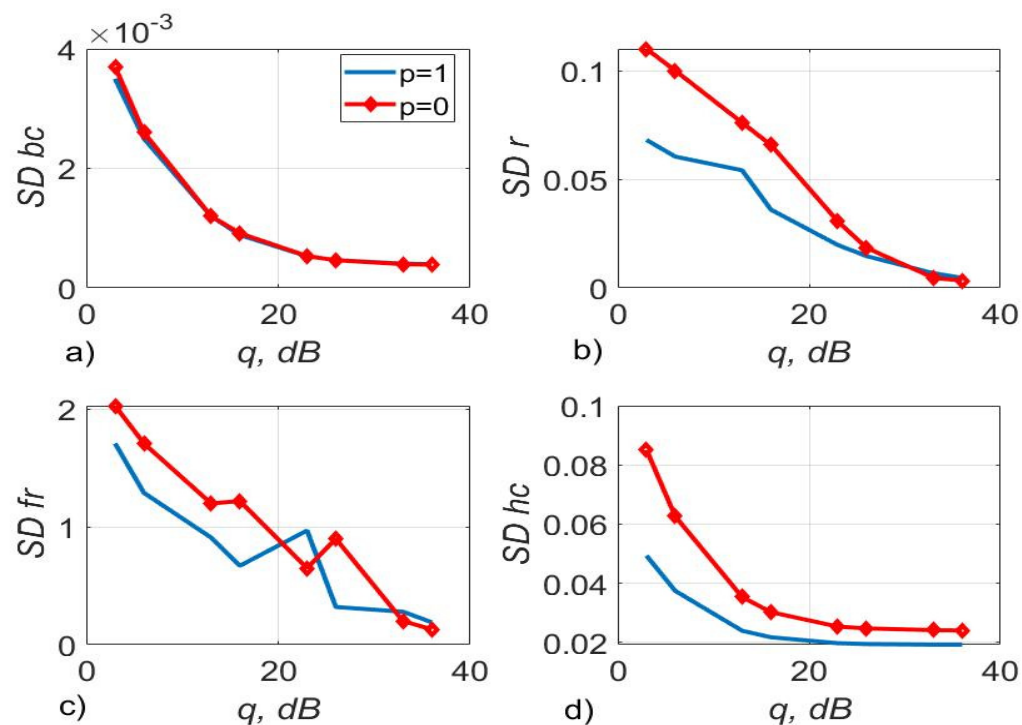 × 10⁻³
4
2
0
SD bc
p=1
p=0
0 20 40
a) q, dB
0.1
0.05
0
SD r
0 20 40
b) q, dB
2
1
0
SD fr
0 20 40
c) q, dB
0.1
0.08
0.06
0.04
0.02
SD hc
0 20 40
d) q, dB